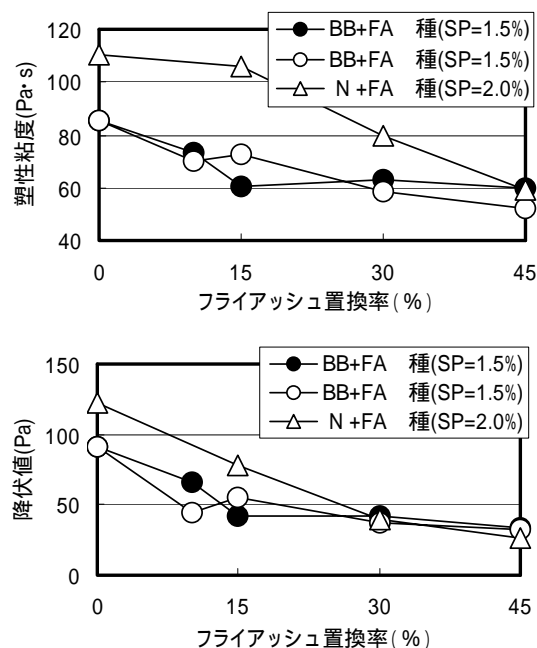 120
100
80
60
40
塑性粘度(Pa･s)
BB+FA 種(SP=1.5%)
BB+FA 種(SP=1.5%)
N +FA 種(SP=2.0%)
0 15 30 45
フライアッシュ置換率(%)
150
100
50
0
降伏値(Pa)
BB+FA 種(SP=1.5%)
BB+FA 種(SP=1.5%)
N +FA 種(SP=2.0%)
0 15 30 45
フライアッシュ置換率(%)